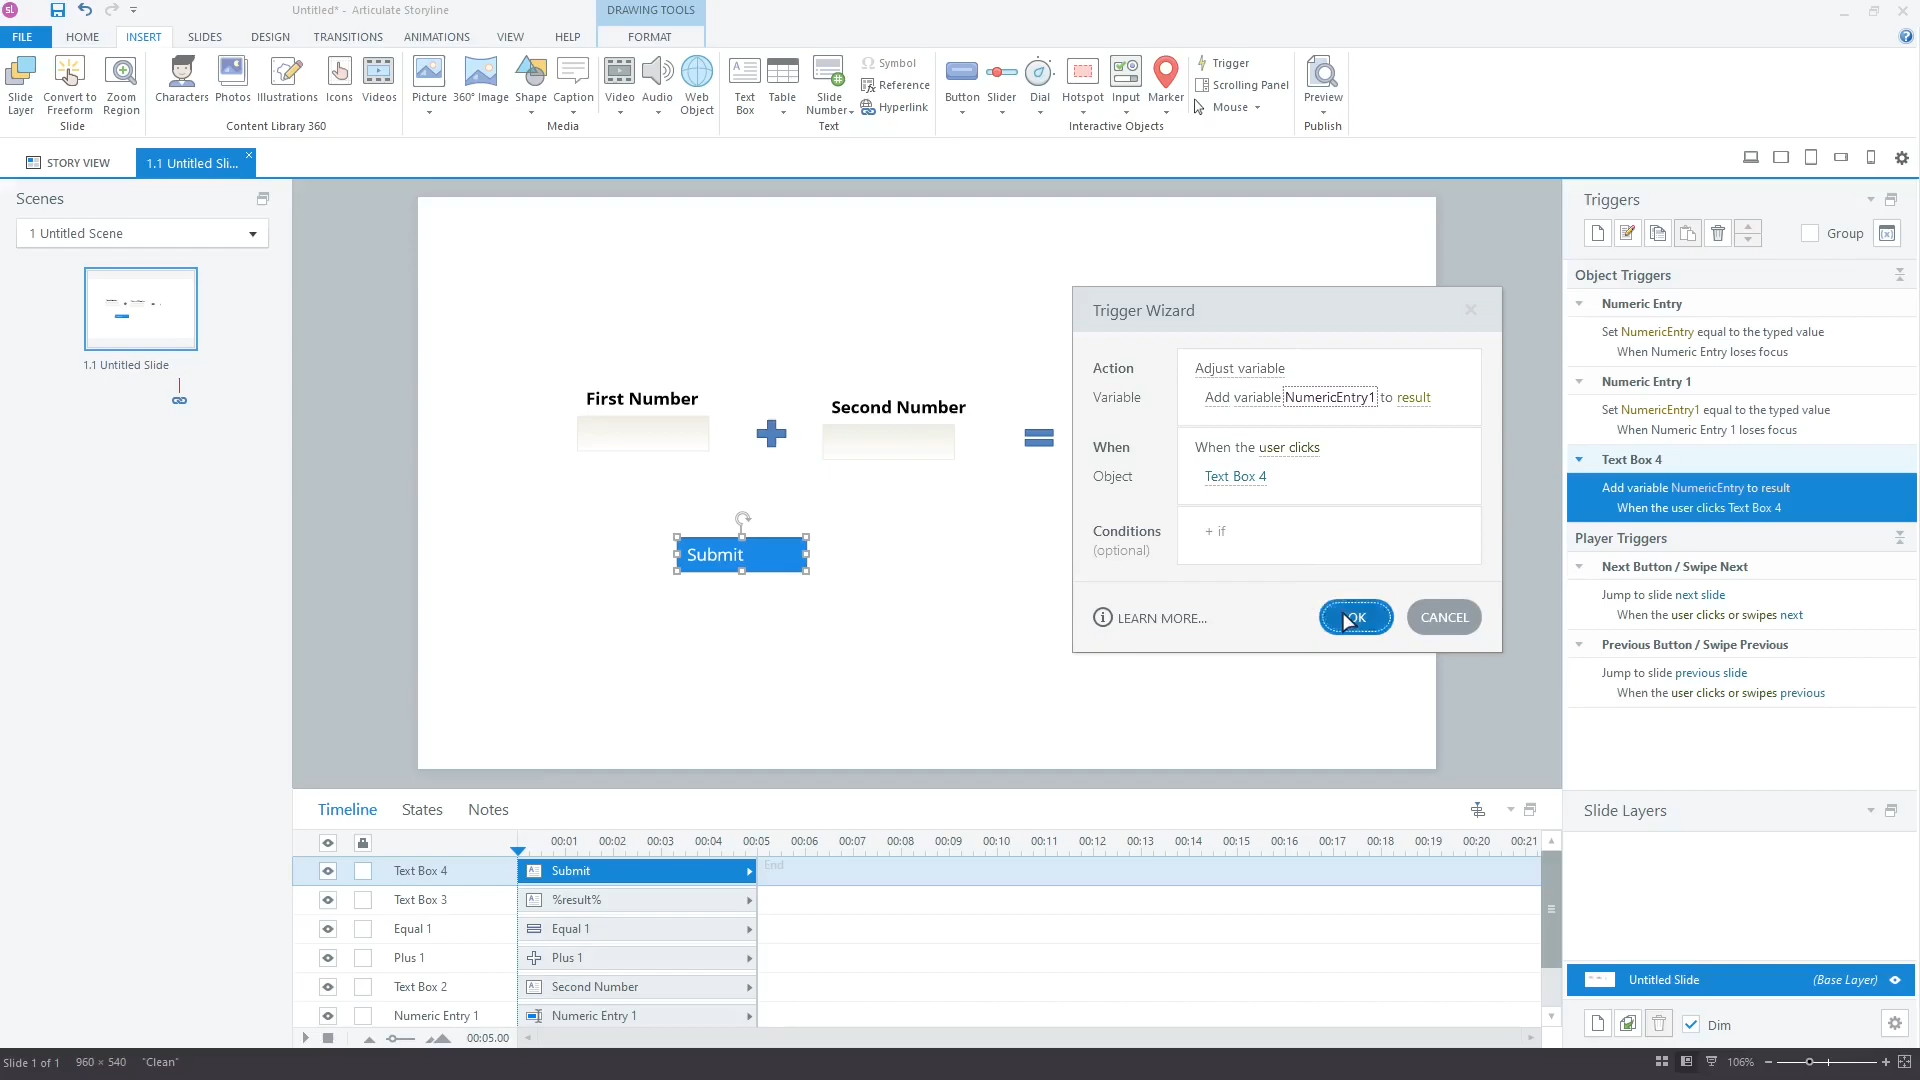 Untitled* - Articulate Storyline
DRAWING TOOLS
FILE
HOME
INSERT
SLIDES
DESIGN
TRANSITIONS
ANIMATIONS
VIEW
HELP
FORMAT
Slide Layer
Convert to Freeform
Zoom Region
Slide
Characters
Photos
Illustrations
Icons
Videos
Content Library 360
Picture
360° Image
Shape
Caption
Video
Audio
Web Object
Media
Text Box
Table
Slide Number
Symbol
Reference
Hyperlink
Text
Button
Slider
Dial
Hotspot
Input
Marker
Trigger
Scrolling Panel
Mouse
Interactive Objects
Preview
Publish
STORY VIEW
1.1 Untitled Sli...
Scenes
1 Untitled Scene
1.1 Untitled Slide
First Number
Second Number
Submit
Trigger Wizard
Action
Adjust variable
Variable
Add variable NumericEntry1 to result
When
When the user clicks
Object
Text Box 4
Conditions
(optional)
+ if
LEARN MORE...
OK
CANCEL
Triggers
Group
Object Triggers
Numeric Entry
Set NumericEntry equal to the typed value
When Numeric Entry loses focus
Numeric Entry 1
Set NumericEntry1 equal to the typed value
When Numeric Entry 1 loses focus
Text Box 4
Add variable NumericEntry to result
When the user clicks Text Box 4
Player Triggers
Next Button / Swipe Next
Jump to slide next slide
When the user clicks or swipes next
Previous Button / Swipe Previous
Jump to slide previous slide
When the user clicks or swipes previous
Timeline
States
Notes
00:01 00:02 00:03 00:04 00:05 00:06 00:07 00:08 00:09 00:10 00:11 00:12 00:13 00:14 00:15 00:16 00:17 00:18 00:19 00:20 00:21
Text Box 4
Submit
End
Text Box 3
%result%
Equal 1
Equal 1
Plus 1
Plus 1
Text Box 2
Second Number
Numeric Entry 1
Numeric Entry 1
00:05.00
Slide Layers
Untitled Slide
(Base Layer)
Dim
Slide 1 of 1
960 × 540
"Clean"
106%